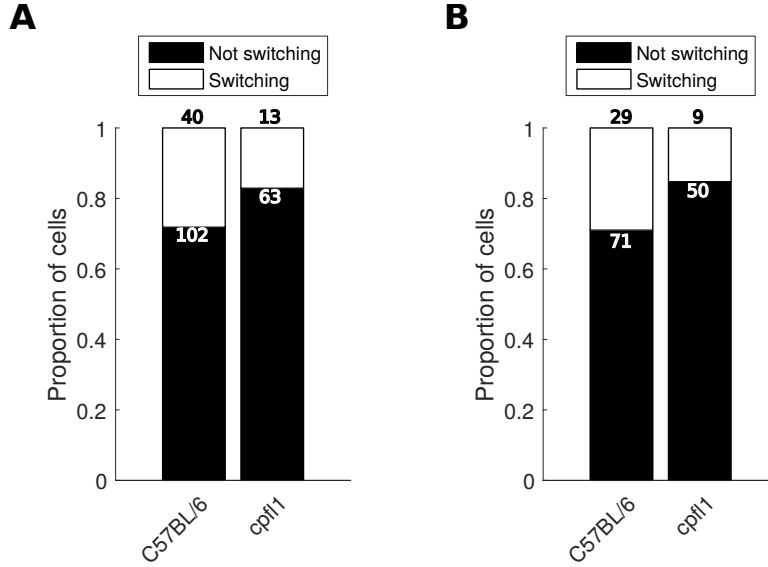 A
Not switching
Switching
40
13
1
0.8
0.6
0.4
0.2
0
63
102
Proportion of cells
C57BL/6
cpfl1
B
Not switching
Switching
29
9
1
0.8
0.6
0.4
0.2
0
50
71
Proportion of cells
C57BL/6
cpfl1